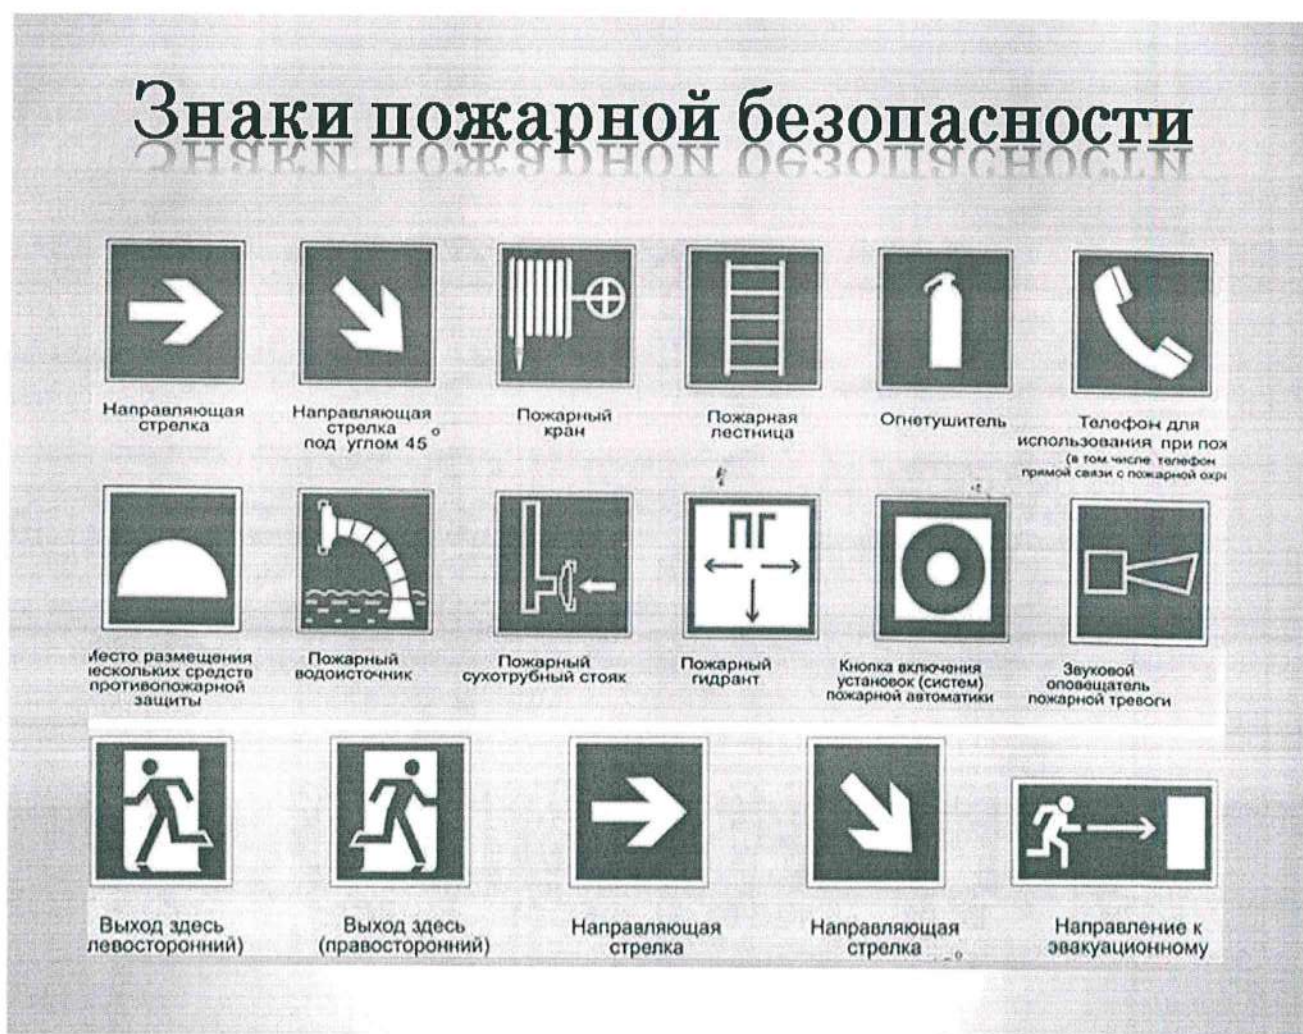 Знаки пожарной безопасности
Направляющая
стрелка
Направляющая
стрелка
под углом 45°
Пожарный
кран
Пожарная
лестница
Огнетушитель
Телефон для
использования при пож
(в том числе телефон
прямой связи с пожарной охр
Место размещения
нескольких средств
противопожарной
защиты
Пожарный
водоисточник
Пожарный
сухотрубный стояк
ПГ
Пожарный
гидрант
Кнопка включения
установок (систем)
пожарной автоматики
Звуковой
оповещатель
пожарной тревоги
Выход здесь
левосторонний)
Выход здесь
(правосторонний)
Направляющая
стрелка
Направляющая
стрелка
Направление к
эвакуационному